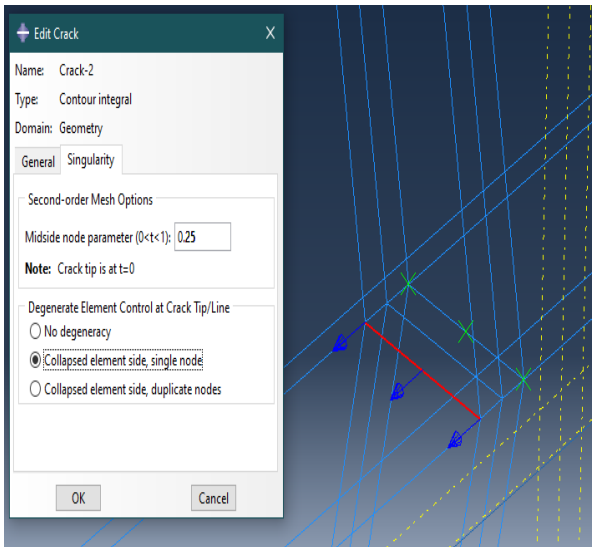 Edit Crack X
Name: Crack-2
Type: Contour integral
Domain: Geometry
General Singularity
Second-order Mesh Options
Midside node parameter (0<t<1): 0.25
Note: Crack tip is at t=0
Degenerate Element Control at Crack Tip/Line
No degeneracy
Collapsed element side, single node
Collapsed element side, duplicate nodes
OK Cancel